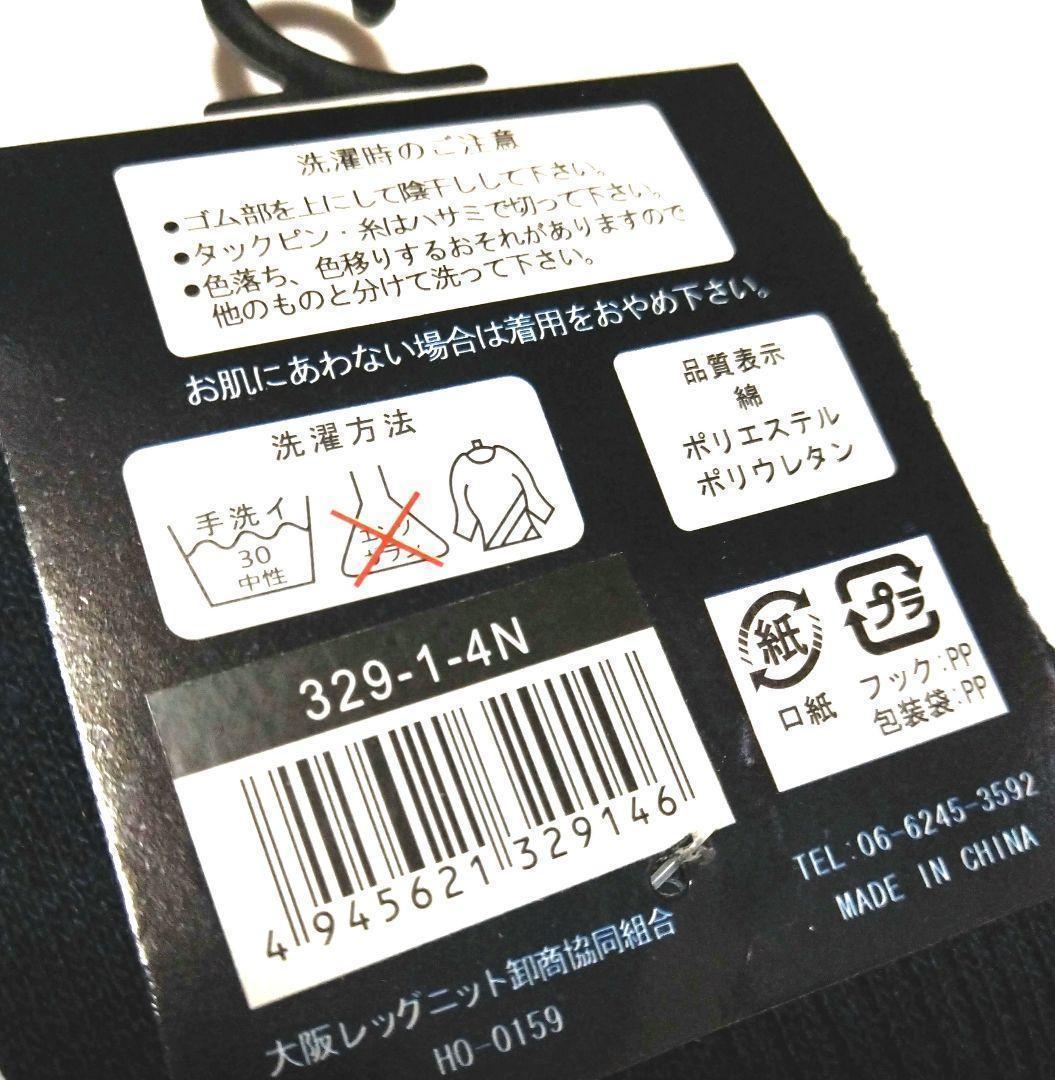 洗濯時のご注意
●ゴム部を上にして陰干しして下さい。
●タックピン・糸はハサミで切って下さい。
●色落ち、色移りするおそれがありますので
他のものと分けて洗って下さい。
お肌にあわない場合は着用をおやめ下さい。
洗濯方法
手洗イ
30
中性
エンソ
サラシ
品質表示
綿
ポリエステル
ポリウレタン
329-1-4N
4945621329146
紙
口紙
プラ
フック:PP
包装袋:PP
TEL:06-6245-3592
MADE IN CHINA
大阪レッグニット卸商協同組合
HO-0159